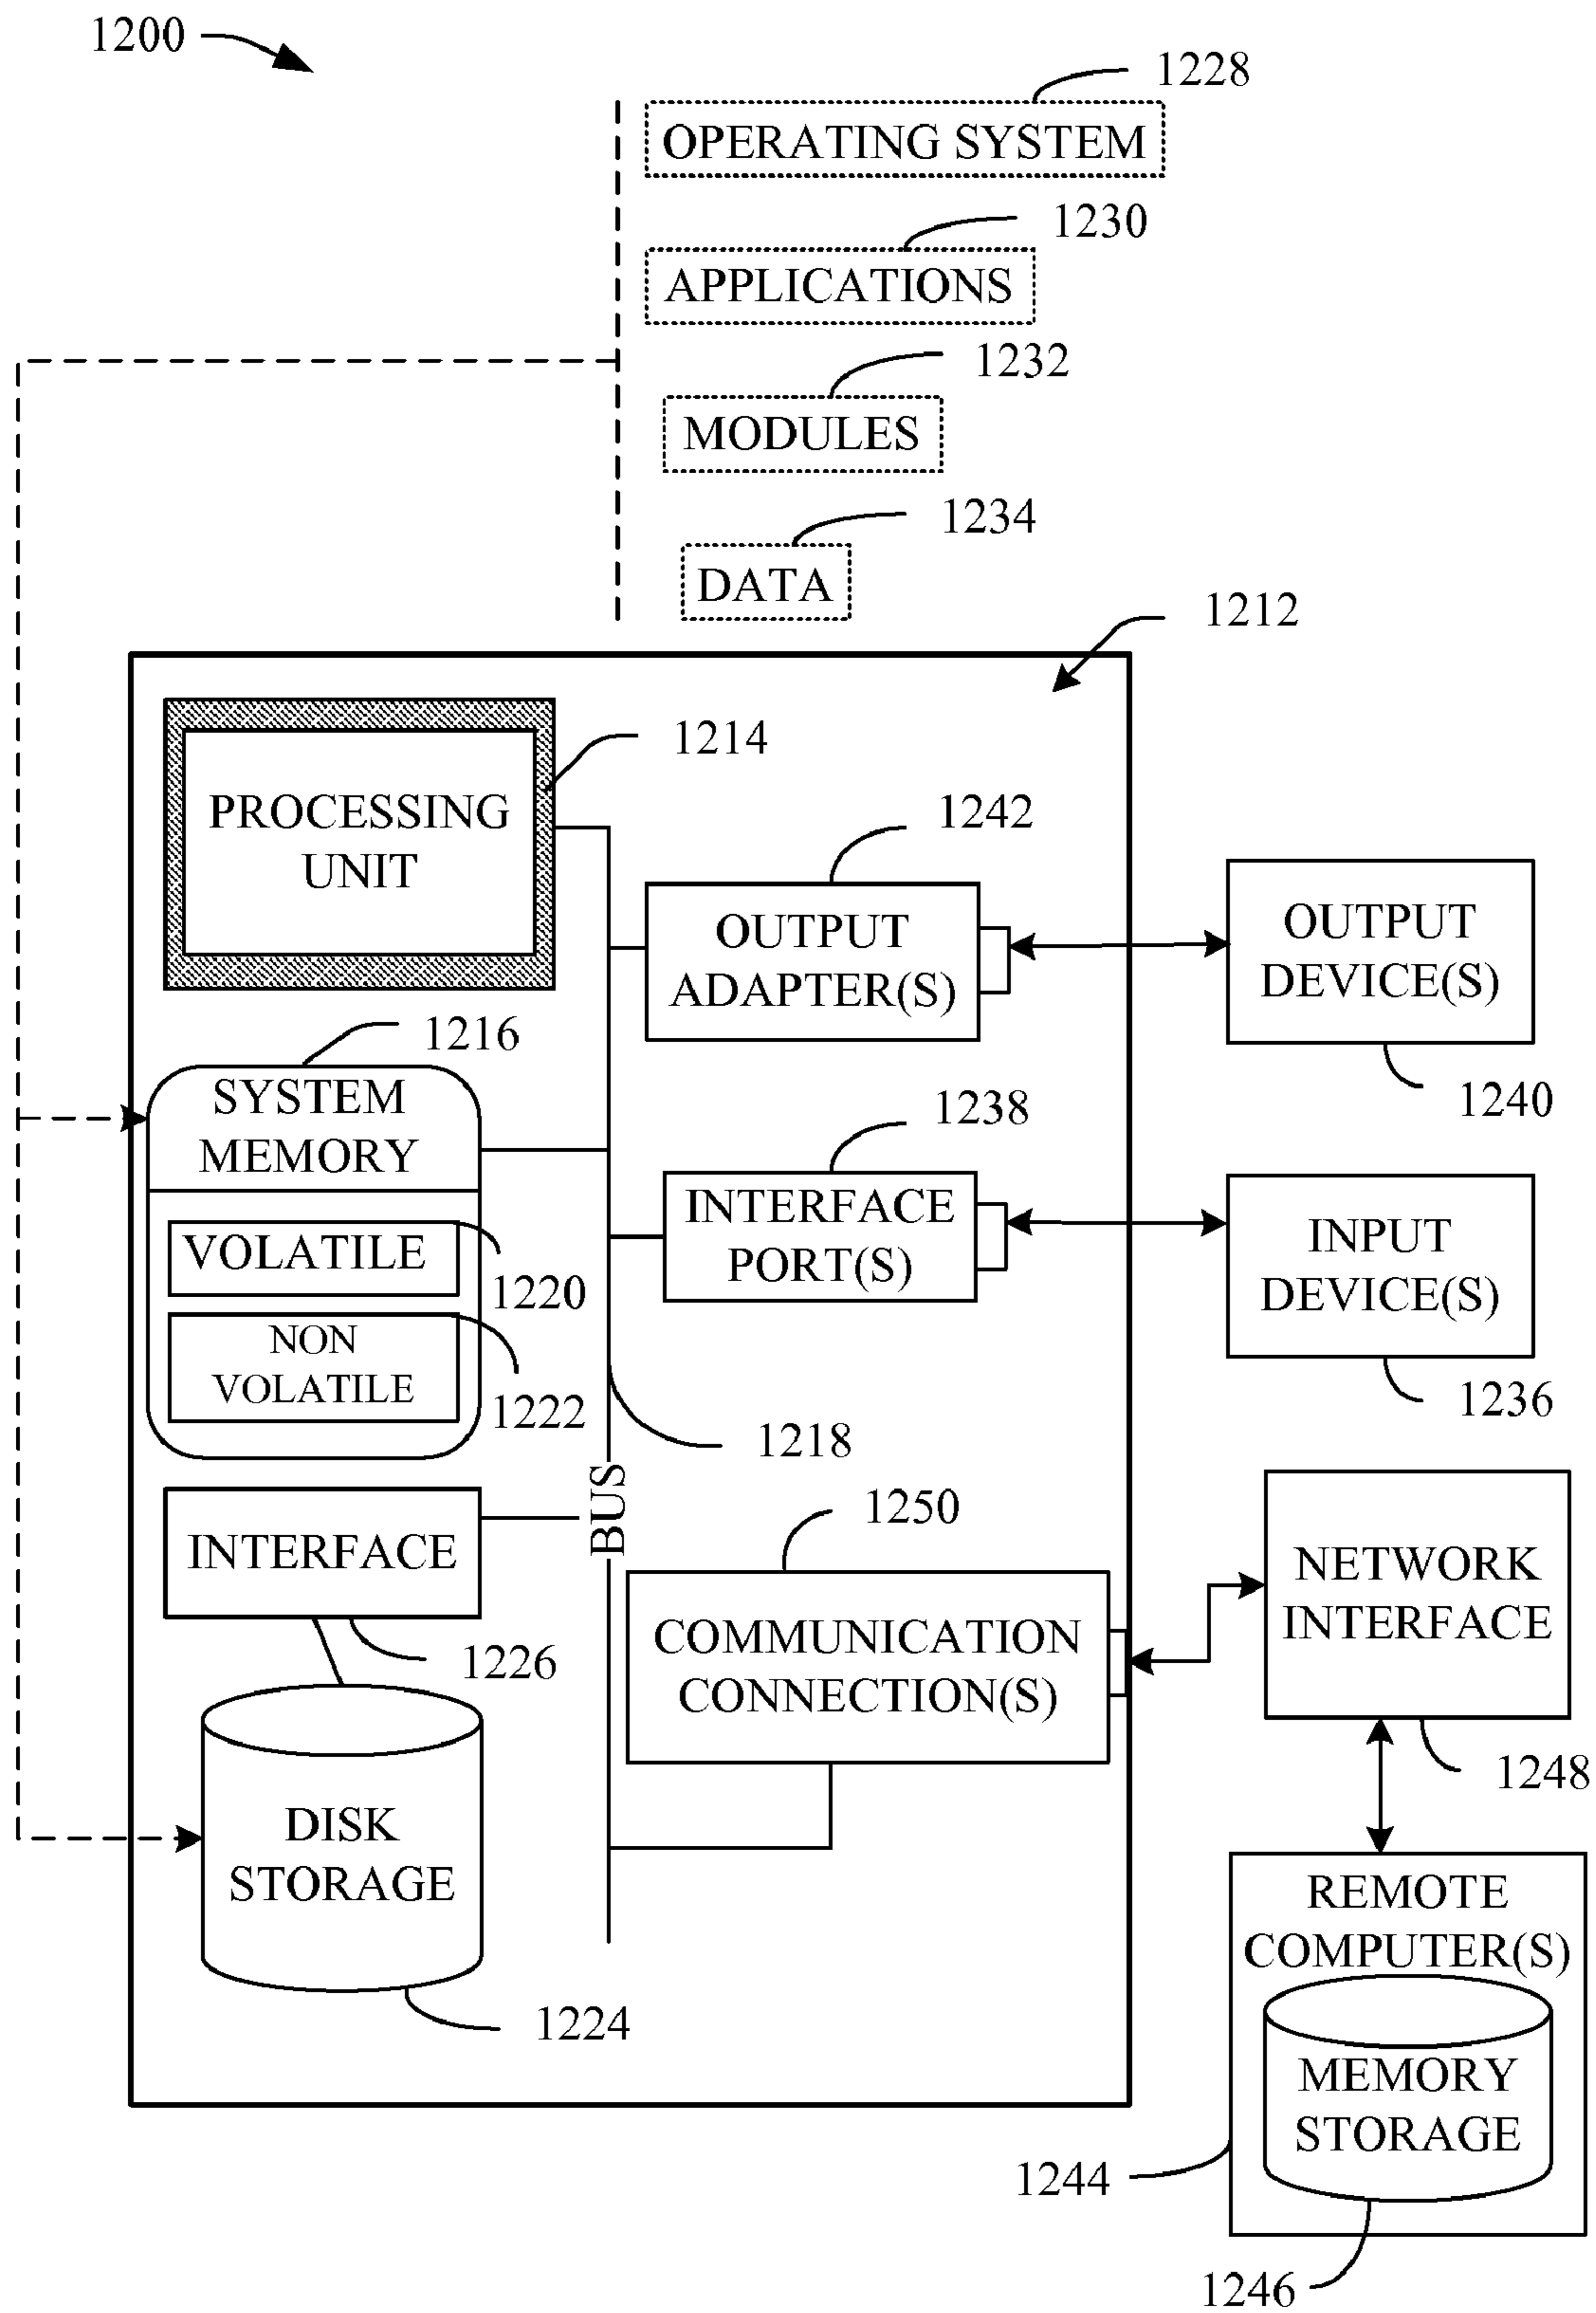 1200
1228
OPERATING SYSTEM
1230
APPLICATIONS
1232
MODULES
1234
DATA
1212
PROCESSING
UNIT
1214
1242
OUTPUT
ADAPTER(S)
OUTPUT
DEVICE(S)
1240
1216
SYSTEM
MEMORY
VOLATILE
1220
NON
VOLATILE
1222
1238
INTERFACE
PORT(S)
INPUT
DEVICE(S)
1236
1218
BUS
INTERFACE
1226
1250
COMMUNICATION
CONNECTION(S)
NETWORK
INTERFACE
1248
DISK
STORAGE
1224
REMOTE
COMPUTER(S)
MEMORY
STORAGE
1244
1246